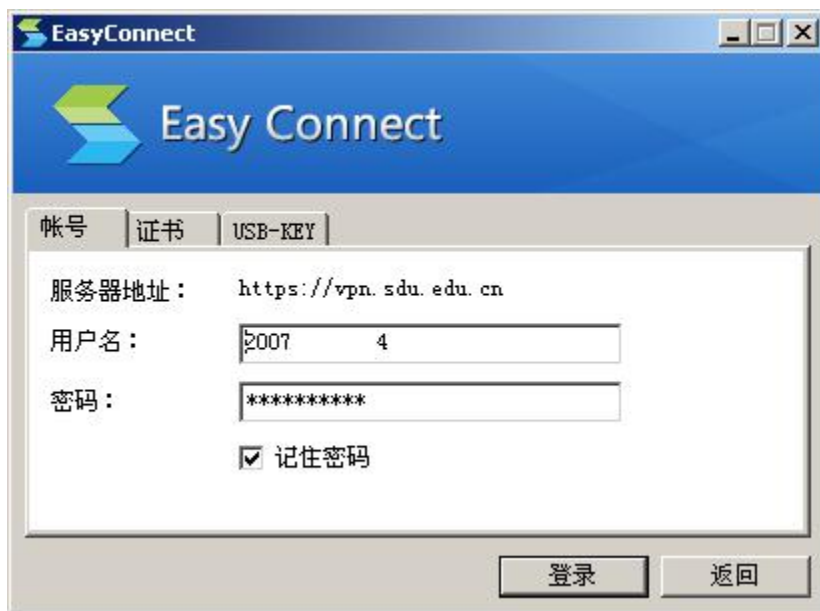 EasyConnect
Easy Connect
帐号 证书 USB-KEY
服务器地址： https://vpn.sdu.edu.cn
用户名： 2007 4
密码： **********
记住密码
登录 返回